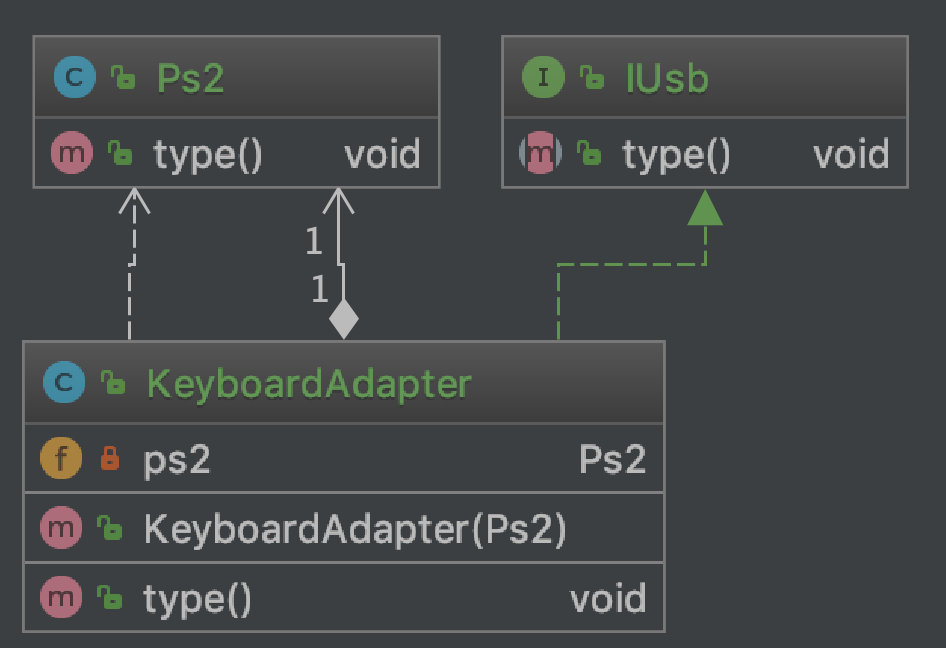 C Ps2
m type() void
I IUsb
m type() void
1
1
C KeyboardAdapter
f ps2 Ps2
m KeyboardAdapter(Ps2)
m type() void